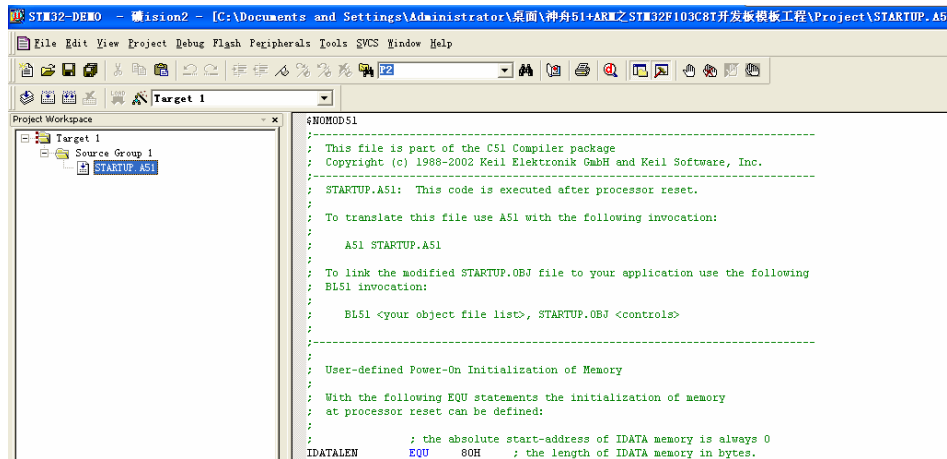 STM32-DEMO - 礦ision2 - [C:\Documents and Settings\Administrator\桌面\神舟51+ARM之STM32F103C8T开发板模板工程\Project\STARTUP.A5
File Edit View Project Debug Flash Peripherals Tools SVCS Window Help
F2
Target 1
Project Workspace
Target 1
Source Group 1
STARTUP.A51
$NOMOD51
;------------------------------------------------------------------------------
;  This file is part of the C51 Compiler package
;  Copyright (c) 1988-2002 Keil Elektronik GmbH and Keil Software, Inc.
;------------------------------------------------------------------------------
;  STARTUP.A51:  This code is executed after processor reset.
;
;  To translate this file use A51 with the following invocation:
;
;     A51 STARTUP.A51
;
;  To link the modified STARTUP.OBJ file to your application use the following
;  BL51 invocation:
;
;     BL51 <your object file list>, STARTUP.OBJ <controls>
;
;------------------------------------------------------------------------------
;
;  User-defined Power-On Initialization of Memory
;
;  With the following EQU statements the initialization of memory
;  at processor reset can be defined:
;
;               ; the absolute start-address of IDATA memory is always 0
IDATALEN        EQU     80H     ; the length of IDATA memory in bytes.